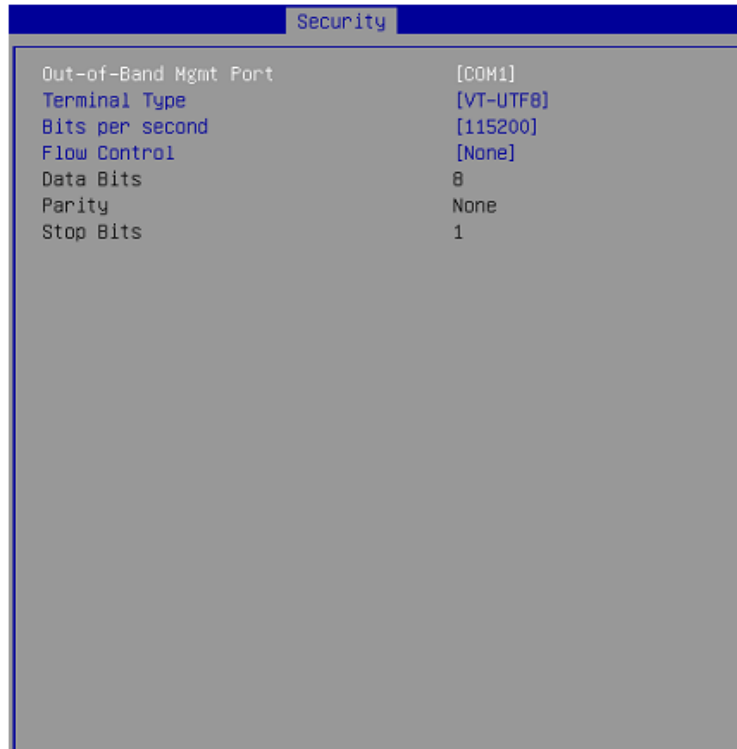 Security
Out-of-Band Mgmt Port [COM1]
Terminal Type [VT-UTF8]
Bits per second [115200]
Flow Control [None]
Data Bits 8
Parity None
Stop Bits 1